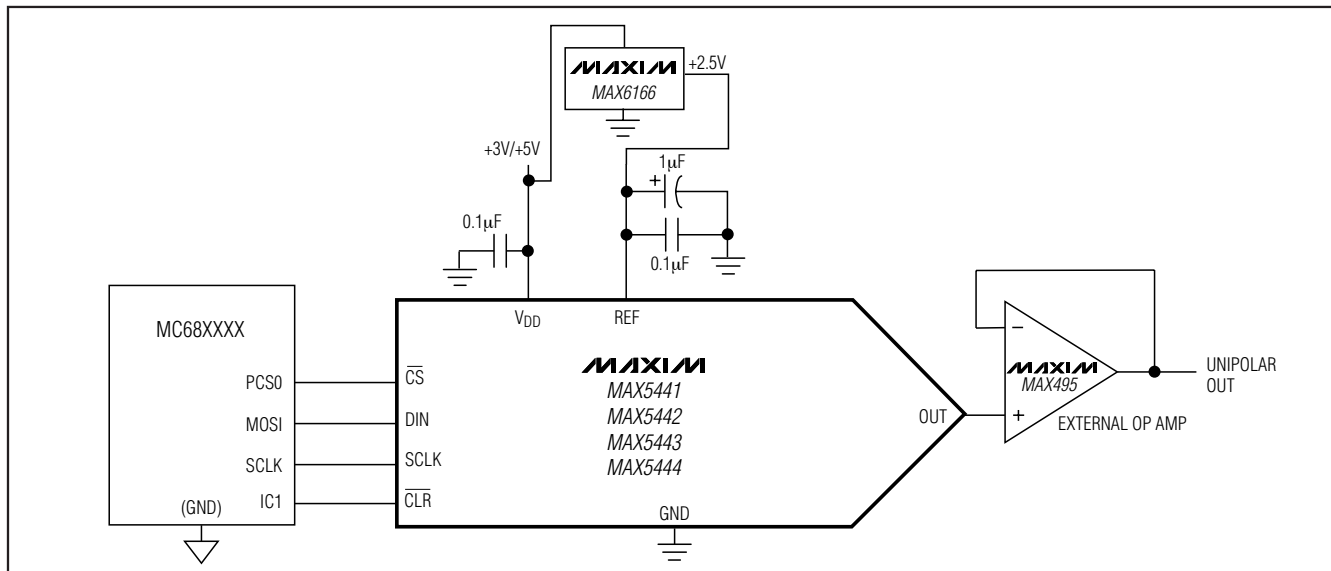 MAXIM
MAX6166
+2.5V
+3V/+5V
1µF
+
0.1µF
0.1µF
MC68XXXX
PCS0
MOSI
SCLK
IC1
(GND)
VDD
REF
CS
DIN
SCLK
CLR
MAXIM
MAX5441
MAX5442
MAX5443
MAX5444
GND
OUT
−
MAXIM
MAX495
+
EXTERNAL OP AMP
UNIPOLAR
OUT